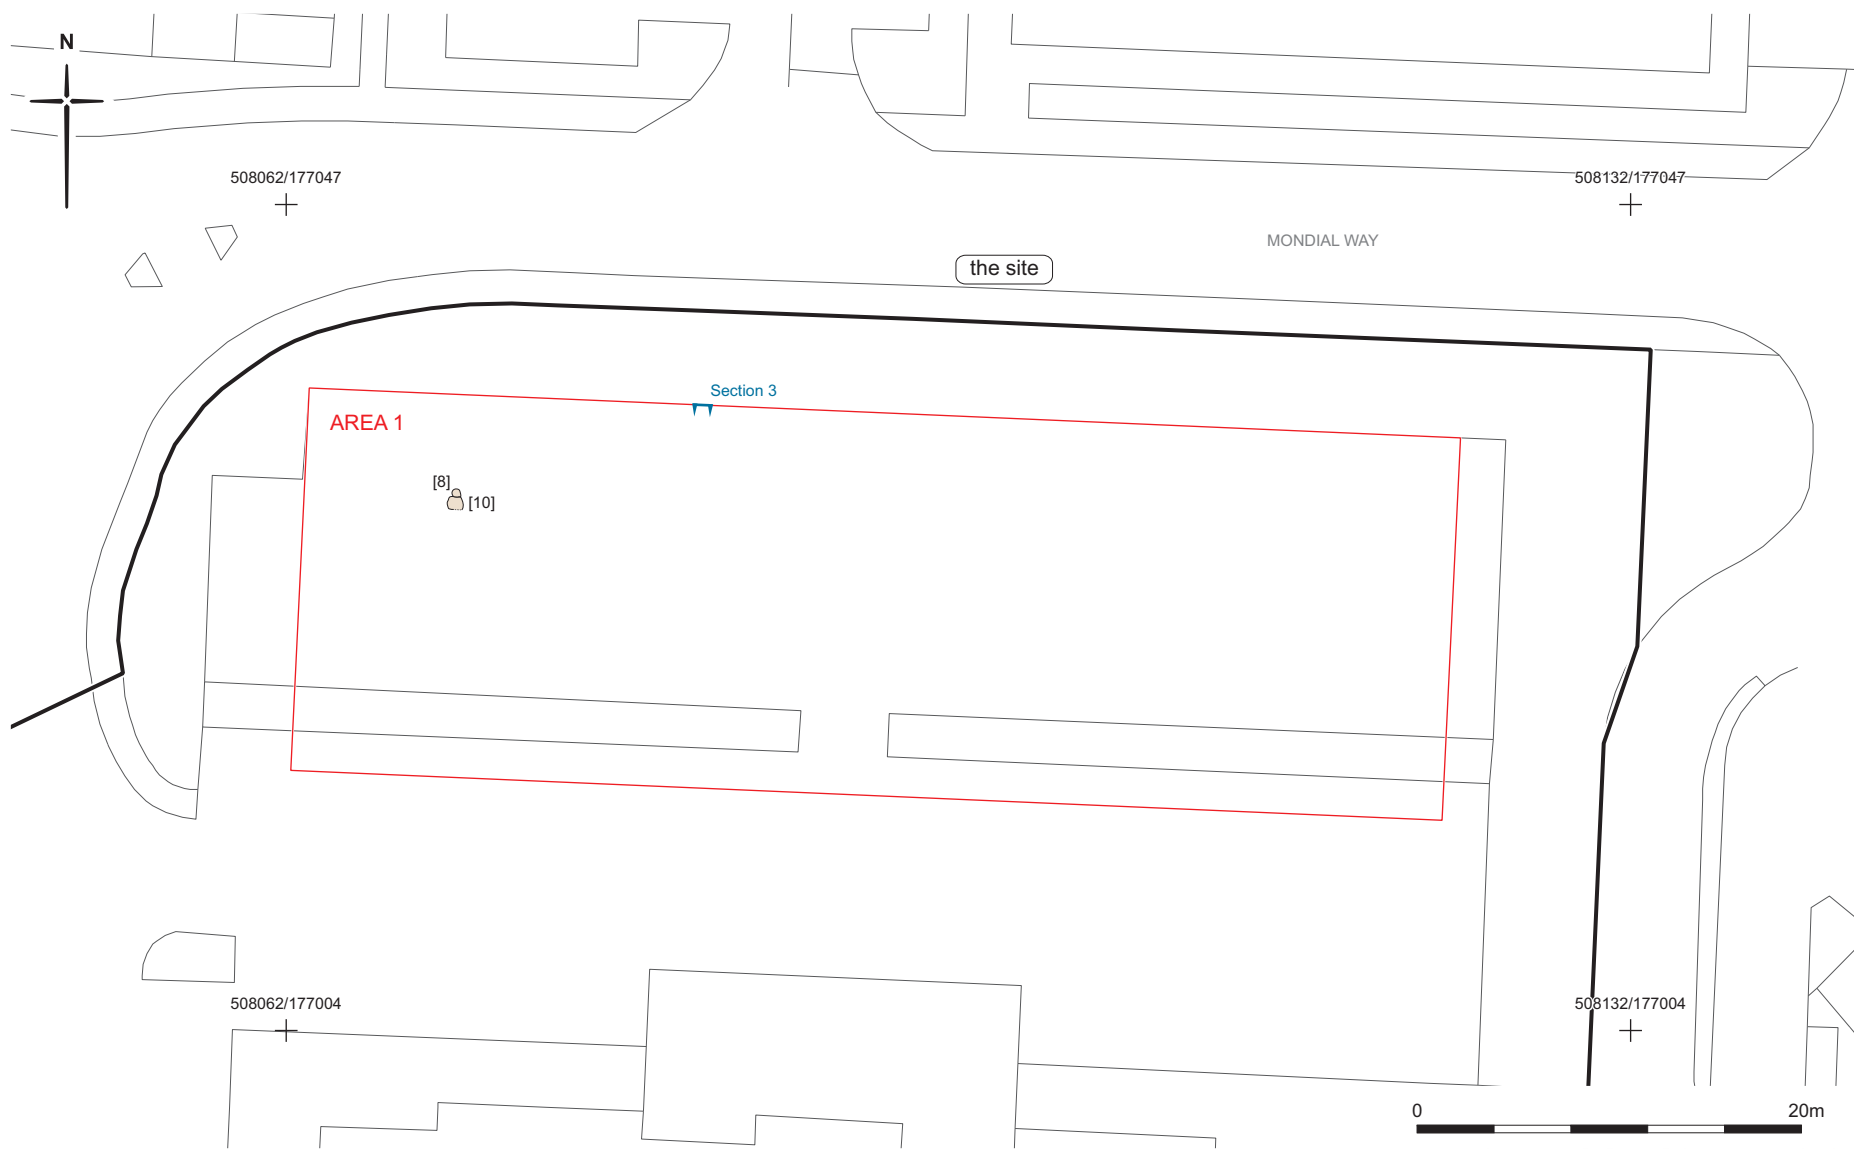 N
508062/177047
508132/177047
MONDIAL WAY
the site
Section 3
AREA 1
[8]
[10]
508062/177004
508132/177004
0
20m